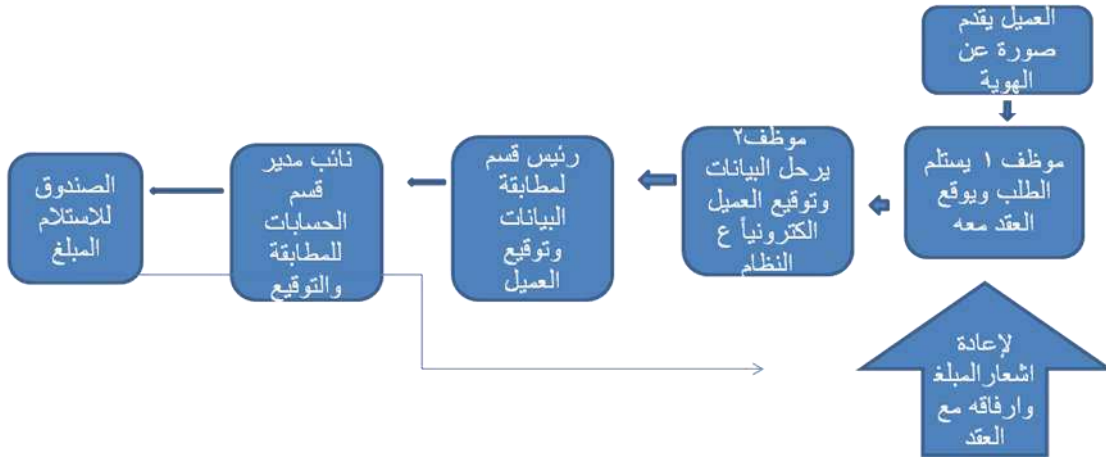 العميل يقدم
صورة عن
الهوية
موظف ١ يستلم
الطلب ويوقع
العقد معه
موظف٢
يرحل البيانات
وتوقيع العميل
الكترونياً ع
النظام
رئيس قسم
لمطابقة
البيانات
وتوقيع
العميل
نائب مدير
قسم
الحسابات
للمطابقة
والتوقيع
الصندوق
للاستلام
المبلغ
لإعادة
اشعار المبلغ
وارفاقه مع
العقد